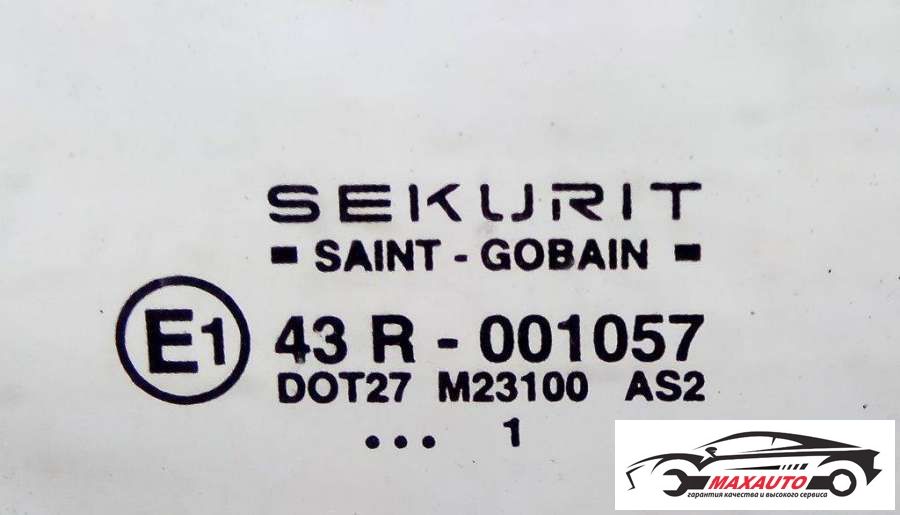 SEKURIT
- SAINT - GOBAIN -
E1 43 R - 001057
DOT27 M23100 AS2
... 1
MAXAUTO
гарантия качества и высокого сервиса